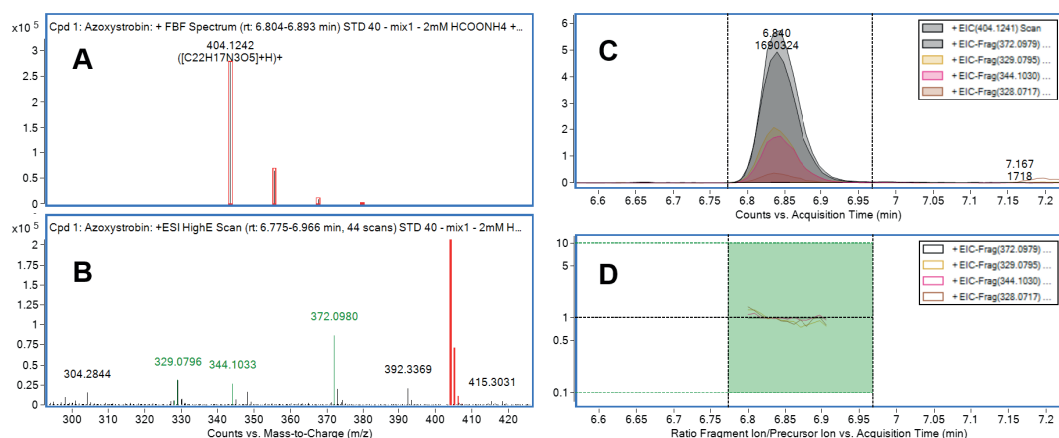 Cpd 1: Azoxystrobin: + FBF Spectrum (rt: 6.804-6.893 min) STD 40 - mix1 - 2mM HCOONH4 +...
x10 5
A
404.1242
([C22H17N3O5]+H)+
3
2.5
2
1.5
1
0.5
0
Cpd 1: Azoxystrobin: +ESI HighE Scan (rt: 6.775-6.966 min, 44 scans) STD 40 - mix1 - 2mM H...
x10 5
B
2
1.75
1.5
1.25
1
0.75
0.5
0.25
0
304.2844
329.0796
344.1033
372.0980
392.3369
415.3031
300 310 320 330 340 350 360 370 380 390 400 410 420
Counts vs. Mass-to-Charge (m/z)
x10 5
C
6
5
4
3
2
1
0
6.840
1690324
7.167
1718
+ EIC(404.1241) Scan
+ EIC-Frag(372.0979) ...
+ EIC-Frag(329.0795) ...
+ EIC-Frag(344.1030) ...
+ EIC-Frag(328.0717) ...
6.6 6.65 6.7 6.75 6.8 6.85 6.9 6.95 7 7.05 7.1 7.15 7.2
Counts vs. Acquisition Time (min)
D
10
1
0.1
+ EIC-Frag(372.0979) ...
+ EIC-Frag(329.0795) ...
+ EIC-Frag(344.1030) ...
+ EIC-Frag(328.0717) ...
6.6 6.65 6.7 6.75 6.8 6.85 6.9 6.95 7 7.05 7.1 7.15 7.2
Ratio Fragment Ion/Precursor Ion vs. Acquisition Time (min)